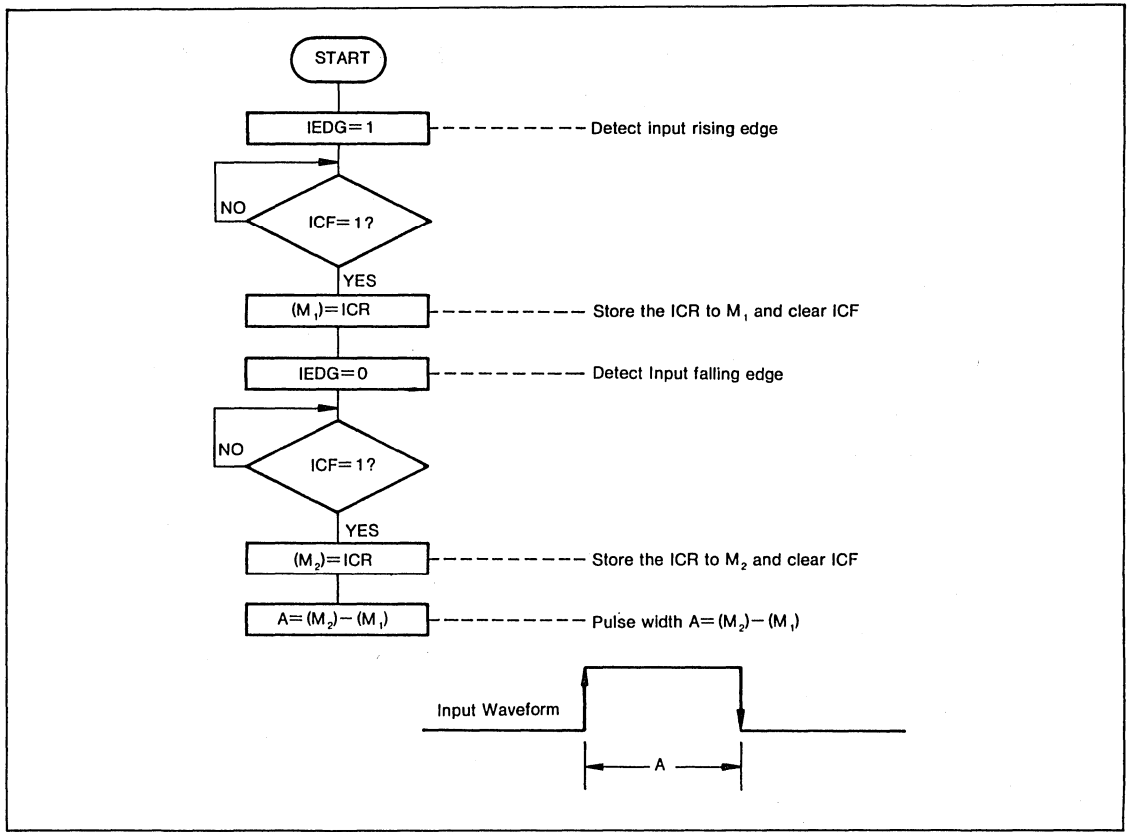 START
IEDG=1
Detect input rising edge
NO
ICF=1?
YES
(M₁)=ICR
Store the ICR to M₁ and clear ICF
IEDG=0
Detect Input falling edge
NO
ICF=1?
YES
(M₂)=ICR
Store the ICR to M₂ and clear ICF
A=(M₂)−(M₁)
Pulse width A=(M₂)−(M₁)
Input Waveform
A